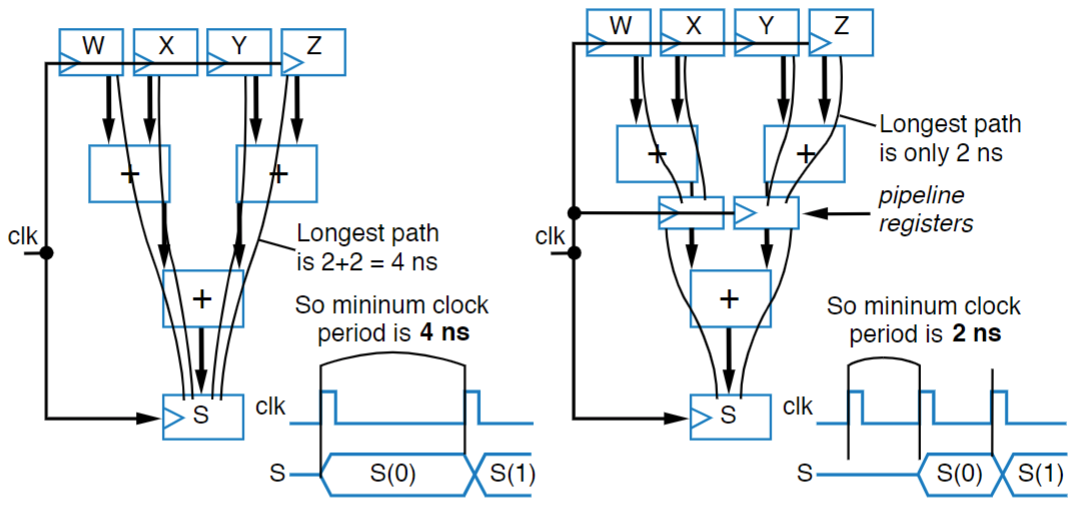 W X Y Z
+ +
clk
Longest path
is 2+2 = 4 ns
+
So mininum clock
period is 4 ns
S
clk
S S(0) S(1)
W X Y Z
Longest path
is only 2 ns
+ +
pipeline
registers
clk
+
So mininum clock
period is 2 ns
S
clk
S S(0) S(1)